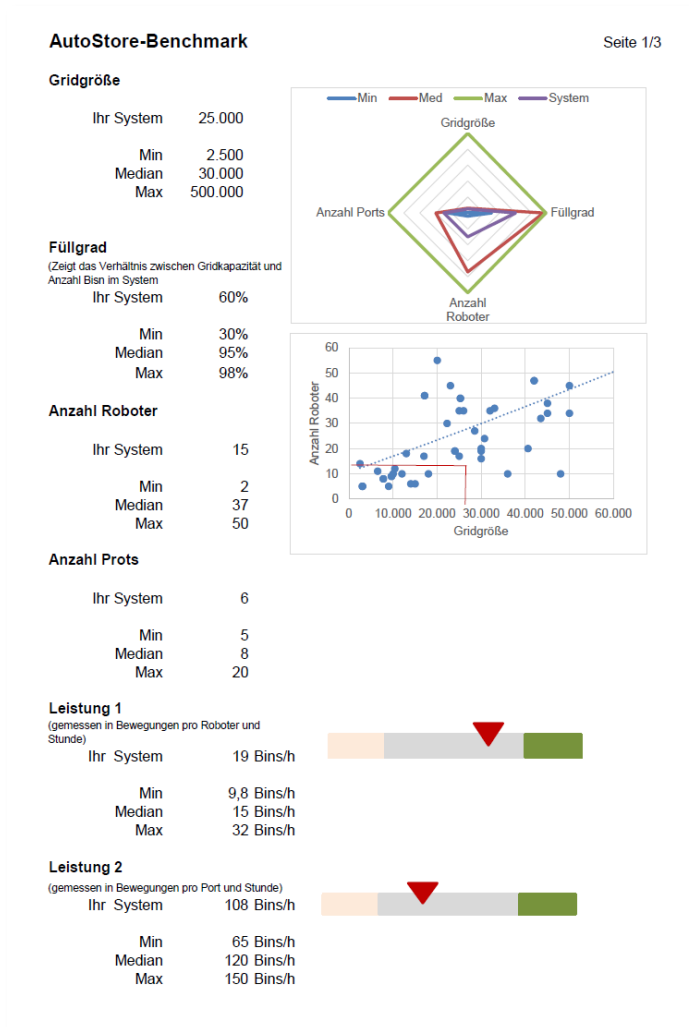 AutoStore-Benchmark
Seite 1/3
Gridgröße
Ihr System 25.000
Min 2.500
Median 30.000
Max 500.000
Füllgrad
(Zeigt das Verhältnis zwischen Gridkapazität und
Anzahl Bisn im System
Ihr System 60%
Min 30%
Median 95%
Max 98%
Anzahl Roboter
Ihr System 15
Min 2
Median 37
Max 50
Anzahl Prots
Ihr System 6
Min 5
Median 8
Max 20
Leistung 1
(gemessen in Bewegungen pro Roboter und
Stunde)
Ihr System 19 Bins/h
Min 9,8 Bins/h
Median 15 Bins/h
Max 32 Bins/h
Leistung 2
(gemessen in Bewegungen pro Port und Stunde)
Ihr System 108 Bins/h
Min 65 Bins/h
Median 120 Bins/h
Max 150 Bins/h
Min Med Max System
Gridgröße
Anzahl Ports
Füllgrad
Anzahl
Roboter
Anzahl Roboter
60
50
40
30
20
10
0
0 10.000 20.000 30.000 40.000 50.000 60.000
Gridgröße